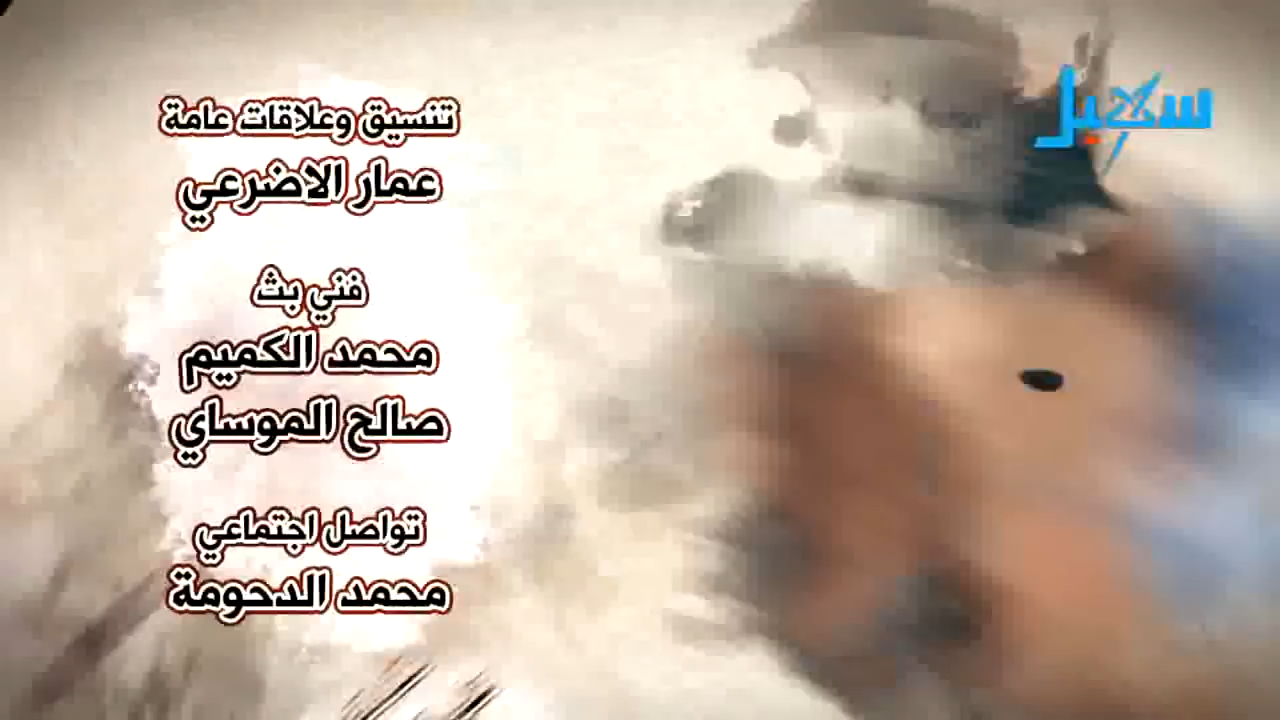 سهيل
تنسيق وعلاقات عامة
عمار الاضرعي
فني بث
محمد الكميم
صالح الموساي
تواصل اجتماعي
محمد الدحومة